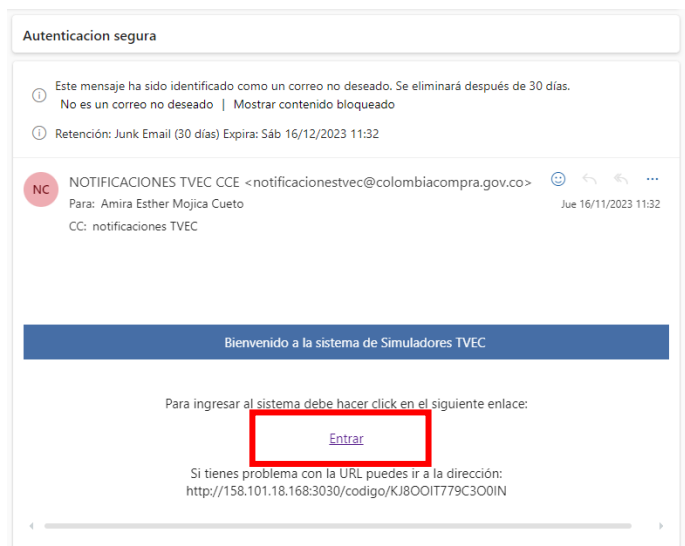 Autenticacion segura
Este mensaje ha sido identificado como un correo no deseado. Se eliminará después de 30 días.
No es un correo no deseado | Mostrar contenido bloqueado
Retención: Junk Email (30 días) Expira: Sáb 16/12/2023 11:32
NC
NOTIFICACIONES TVEC CCE <notificacionestvec@colombiacompra.gov.co>
Para: Amira Esther Mojica Cueto
Jue 16/11/2023 11:32
CC: notificaciones TVEC
Bienvenido a la sistema de Simuladores TVEC
Para ingresar al sistema debe hacer click en el siguiente enlace:
Entrar
Si tienes problema con la URL puedes ir a la dirección:
http://158.101.18.168:3030/codigo/KJ8OOIT779C3O0IN